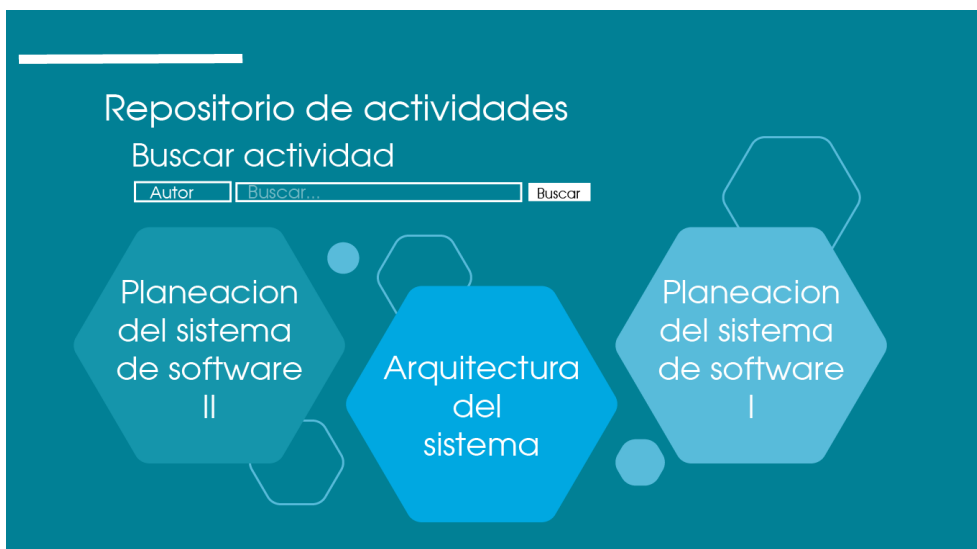 Repositorio de actividades
Buscar actividad
Autor Buscar... Buscar
Planeacion
del sistema
de software
II
Arquitectura
del
sistema
Planeacion
del sistema
de software
I